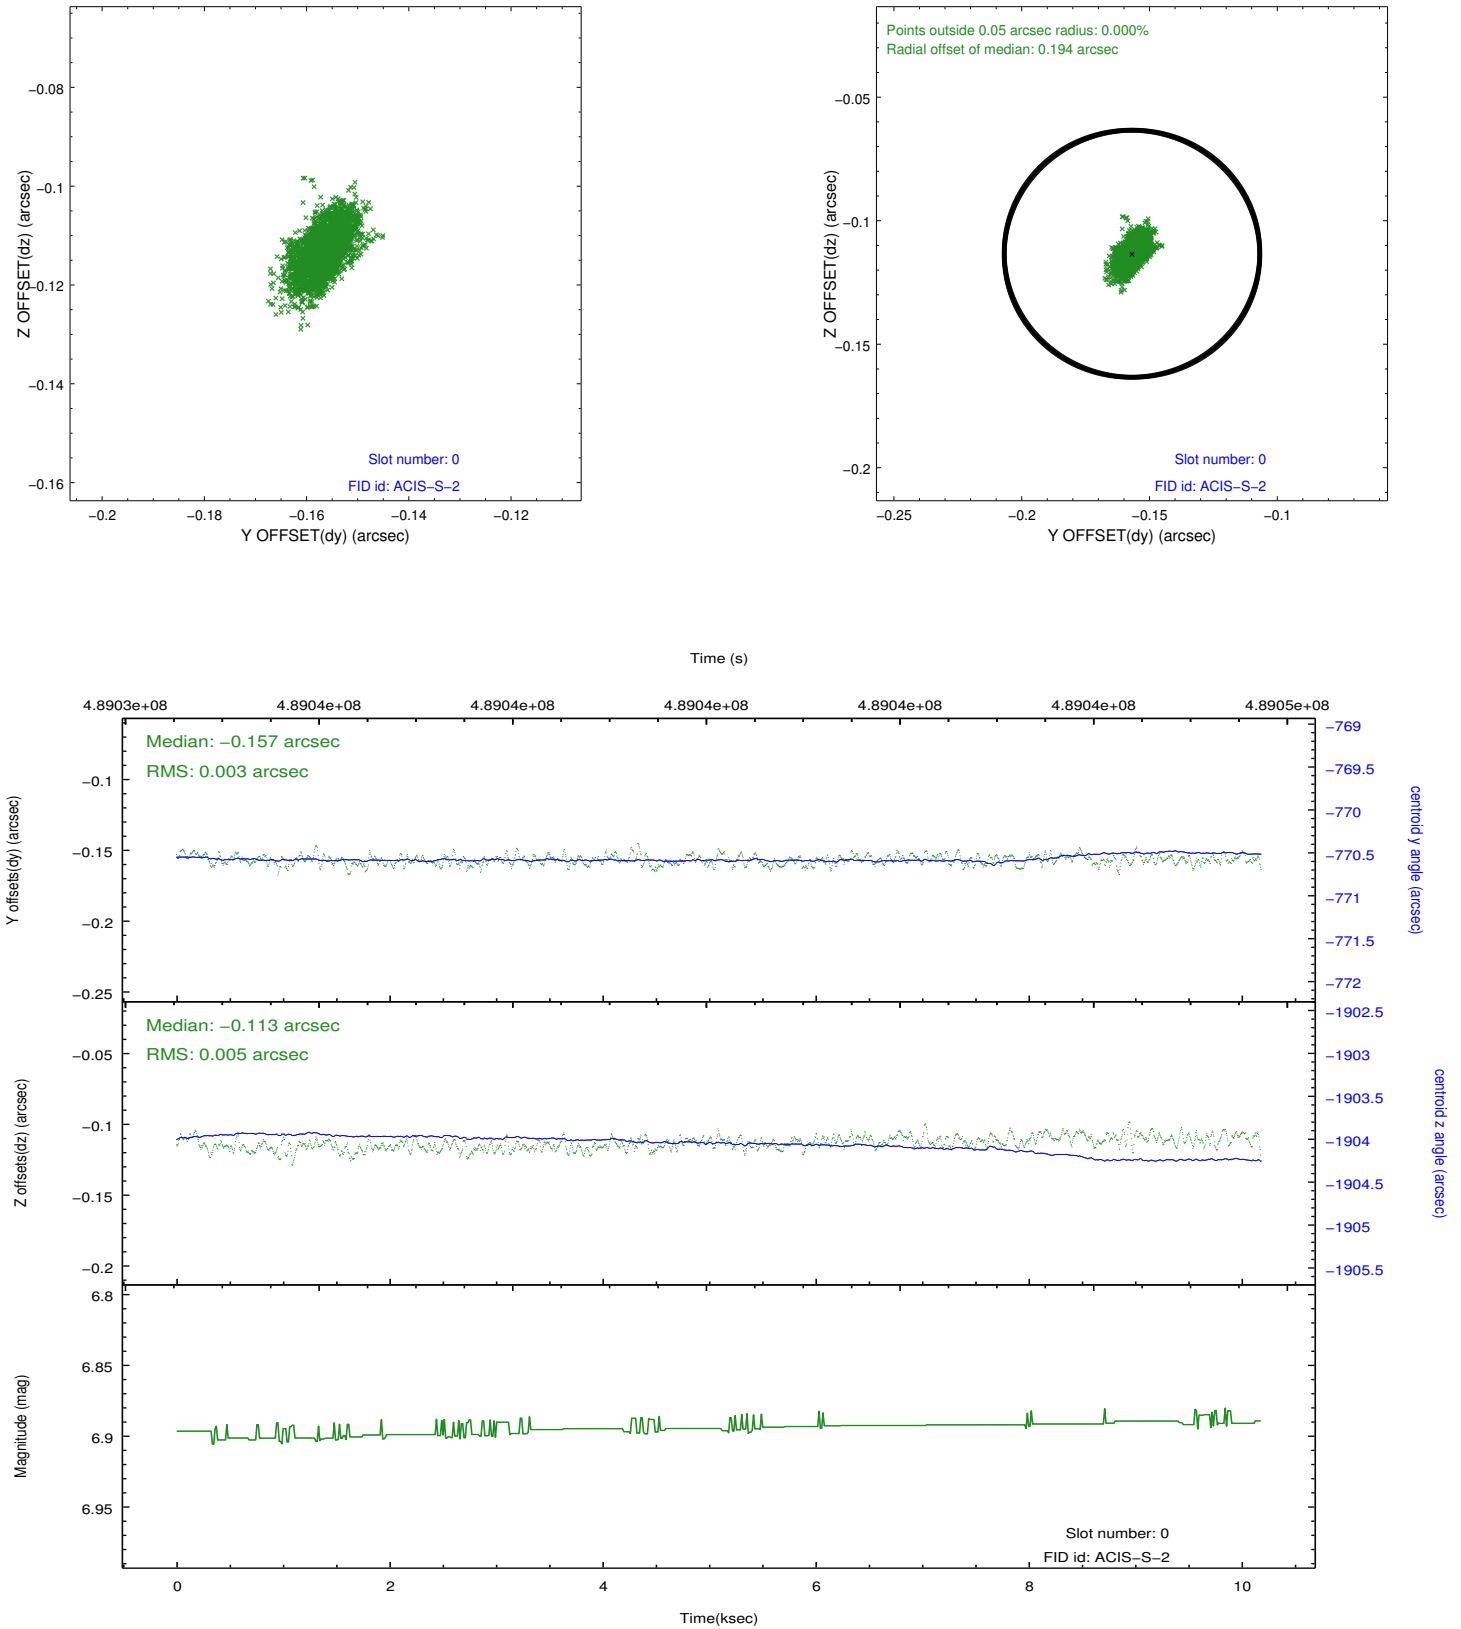 −0.08
−0.1
−0.12
−0.14
−0.16
Z OFFSET(dz) (arcsec)
Slot number: 0
FID id: ACIS−S−2
−0.2
−0.18
−0.16
−0.14
−0.12
Y OFFSET(dy) (arcsec)
Points outside 0.05 arcsec radius: 0.000%
Radial offset of median: 0.194 arcsec
−0.05
−0.1
−0.15
−0.2
Z OFFSET(dz) (arcsec)
Slot number: 0
FID id: ACIS−S−2
−0.25
−0.2
−0.15
−0.1
Y OFFSET(dy) (arcsec)
Time (s)
4.8903e+08
4.8904e+08
4.8904e+08
4.8904e+08
4.8904e+08
4.8904e+08
4.8905e+08
Median: −0.157 arcsec
RMS: 0.003 arcsec
−0.1
−0.15
−0.2
−0.25
Y offsets(dy) (arcsec)
−769
−769.5
−770
−770.5
−771
−771.5
−772
centroid y angle (arcsec)
Median: −0.113 arcsec
RMS: 0.005 arcsec
−0.05
−0.1
−0.15
−0.2
Z offsets(dz) (arcsec)
−1902.5
−1903
−1903.5
−1904
−1904.5
−1905
−1905.5
centroid z angle (arcsec)
6.8
6.85
6.9
6.95
Magnitude (mag)
Slot number: 0
FID id: ACIS−S−2
0
2
4
6
8
10
Time(ksec)